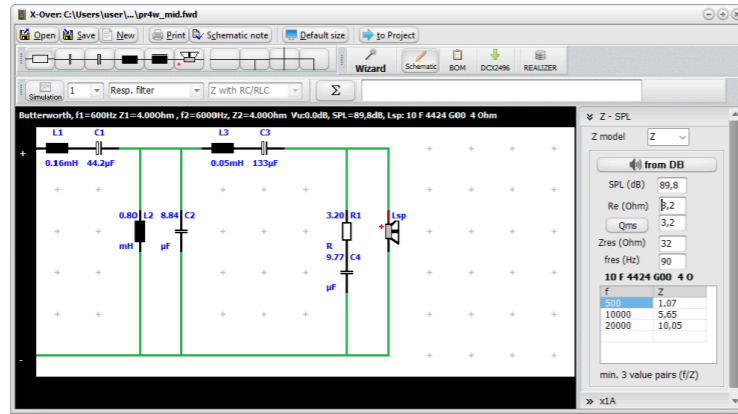 X-Over: C:\Users\user\...\pr4w_mid.fwd
Open Save New Print Schematic note Default size to Project
Wizard Schematic BOM DCX2496 REALIZER
Simulation 1 Resp. filter Z with RC/RLC Σ
Butterworth, f1=600Hz Z1=4.00Ohm , f2=6000Hz, Z2=4.00Ohm Vu:0.0dB, SPL=89,8dB, Lsp: 10 F 4424 G00 4 Ohm
L1 C1 L3 C3
+
0.16mH 44.2µF 0.05mH 133µF
0.80 L2 8.84 C2 3.20 R1 Lsp
+
mH µF R
9.77 C4
µF
-
Z - SPL
Z model Z
from DB
SPL (dB) 89,8
Re (Ohm) 3,2
Qms 3,2
Zres (Ohm) 32
fres (Hz) 90
10 F 4424 G00 4 O
f Z
500 1,07
10000 5,65
20000 10,05
min. 3 value pairs (f/Z)
x1A